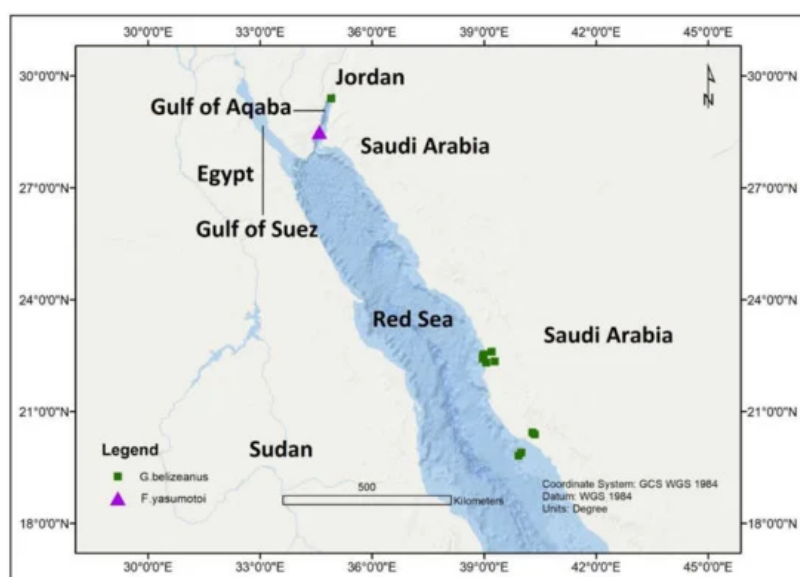 30°0'0"E 33°0'0"E 36°0'0"E 39°0'0"E 42°0'0"E 45°0'0"E
30°0'0"N 30°0'0"N
Jordan
N
Gulf of Aqaba
Saudi Arabia
Egypt
27°0'0"N 27°0'0"N
Gulf of Suez
24°0'0"N 24°0'0"N
Red Sea
Saudi Arabia
21°0'0"N 21°0'0"N
Legend
Sudan
G.belizeanus
F.yasumotoi
500
Kilometers
Coordinate System: GCS WGS 1984
Datum: WGS 1984
Units: Degree
18°0'0"N 18°0'0"N
30°0'0"E 33°0'0"E 36°0'0"E 39°0'0"E 42°0'0"E 45°0'0"E